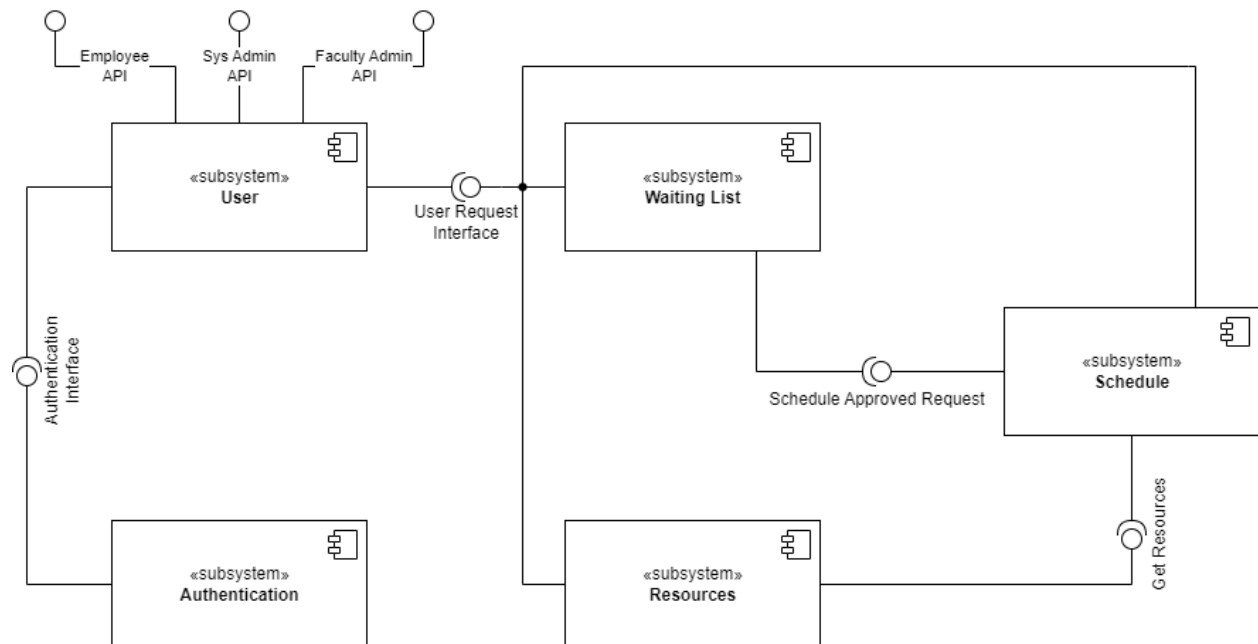 Employee
API
Sys Admin
API
Faculty Admin
API
«subsystem»
User
User Request
Interface
«subsystem»
Waiting List
Authentication
Interface
«subsystem»
Schedule
Schedule Approved Request
Get Resources
«subsystem»
Authentication
«subsystem»
Resources